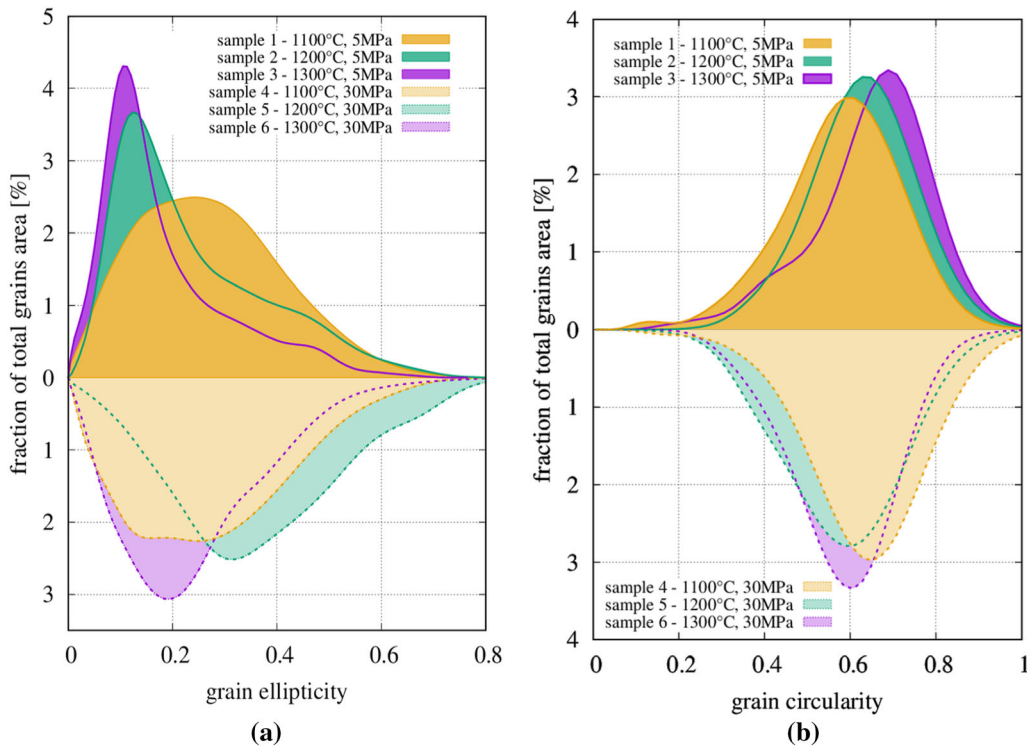 5
4
3
2
1
0
1
2
3
fraction of total grains area [%]
sample 1 - 1100°C, 5MPa
sample 2 - 1200°C, 5MPa
sample 3 - 1300°C, 5MPa
sample 4 - 1100°C, 30MPa
sample 5 - 1200°C, 30MPa
sample 6 - 1300°C, 30MPa
0 0.2 0.4 0.6 0.8
grain ellipticity
(a)
4
3
2
1
0
1
2
3
4
fraction of total grains area [%]
sample 1 - 1100°C, 5MPa
sample 2 - 1200°C, 5MPa
sample 3 - 1300°C, 5MPa
sample 4 - 1100°C, 30MPa
sample 5 - 1200°C, 30MPa
sample 6 - 1300°C, 30MPa
0 0.2 0.4 0.6 0.8 1
grain circularity
(b)